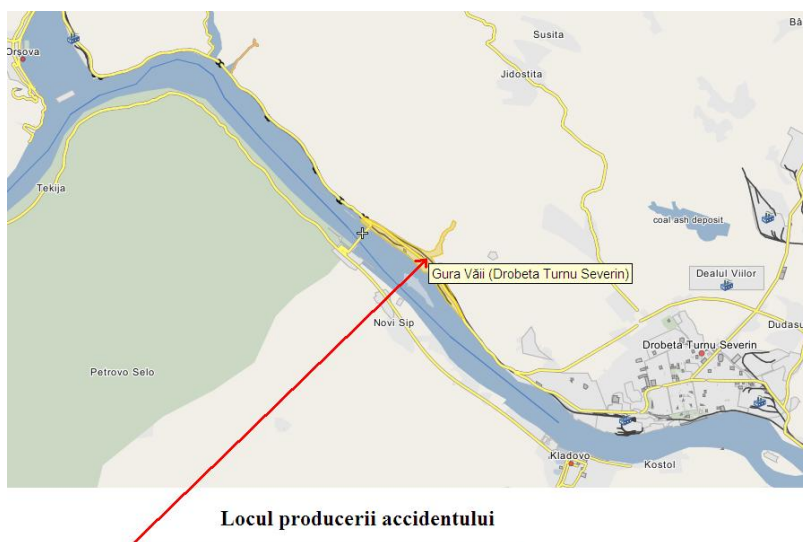 Bâ
Susita
Orsova
Jidostita
Tekija
coal ash deposit
Gura Văii (Drobeta Turnu Severin)
Dealul Viilor
Novi Sip
Dudasu
Drobeta Turnu Severin
Petrovo Selo
Kladovo
Kostol
Locul producerii accidentului